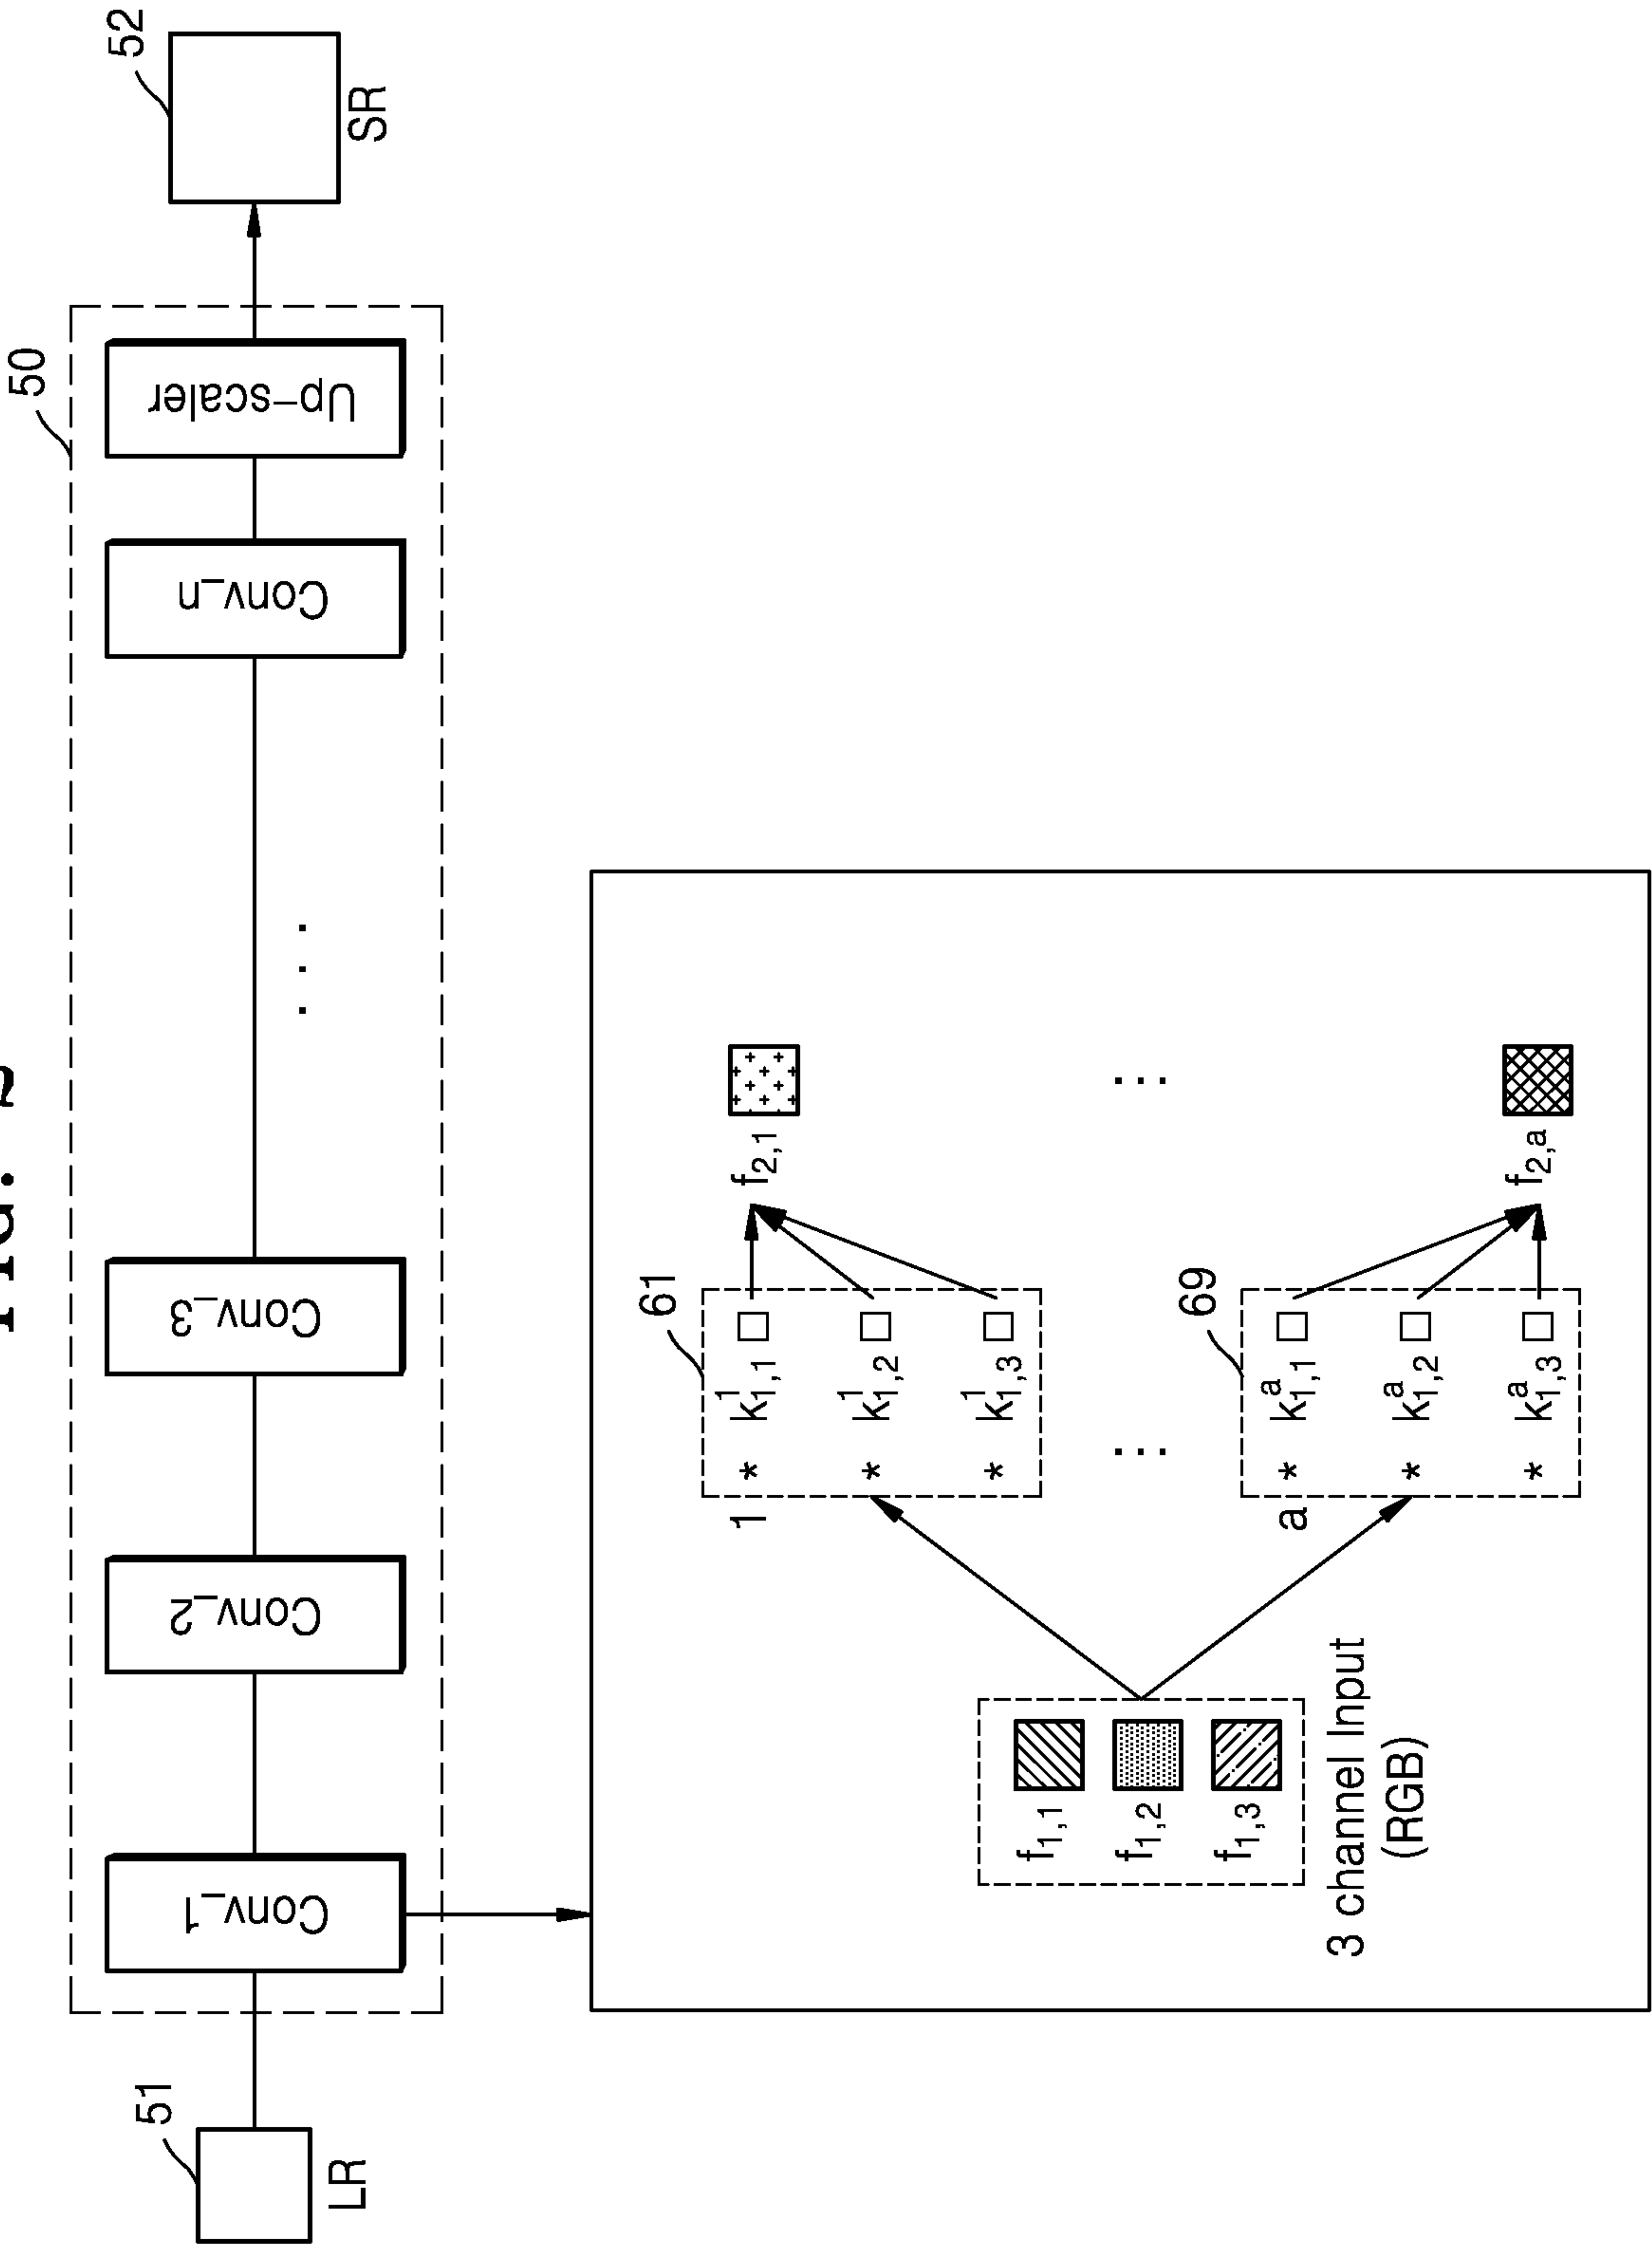 50
51
52
Conv_1
Conv_2
Conv_3
. . .
Conv_n
Up-scaler
LR
SR
61
1
* k¹₁,₁
* k¹₁,₂
* k¹₁,₃
f₂,₁
f₁,₁
f₁,₂
f₁,₃
...
...
3 channel Input
(RGB)
69
a
* kᵃ₁,₁
* kᵃ₁,₂
* kᵃ₁,₃
f₂,ₐ